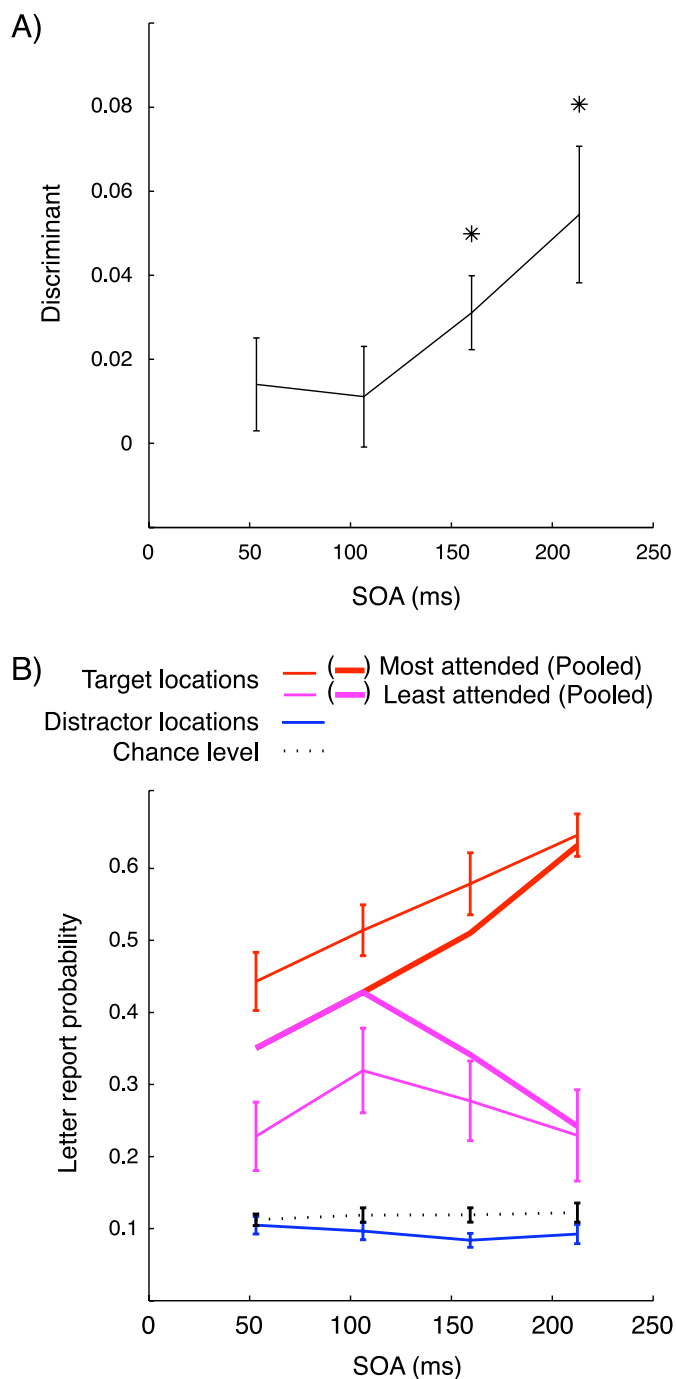 A)
0.08
0.06
0.04
0.02
0
Discriminant
*
*
0 50 100 150 200 250
SOA (ms)
B)
Target locations (—) Most attended (Pooled)
(—) Least attended (Pooled)
Distractor locations
Chance level
0.6
0.5
0.4
0.3
0.2
0.1
Letter report probability
0 50 100 150 200 250
SOA (ms)